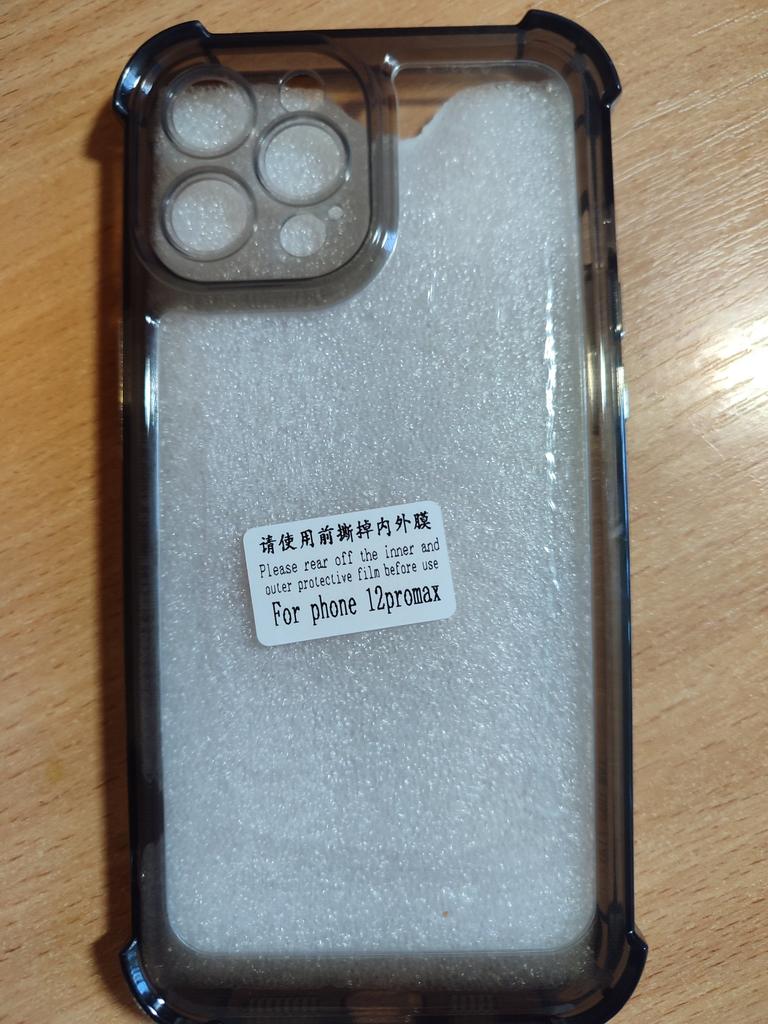 请使用前撕掉内外膜
Please rear off the inner and
outer protective film before use
For phone 12promax